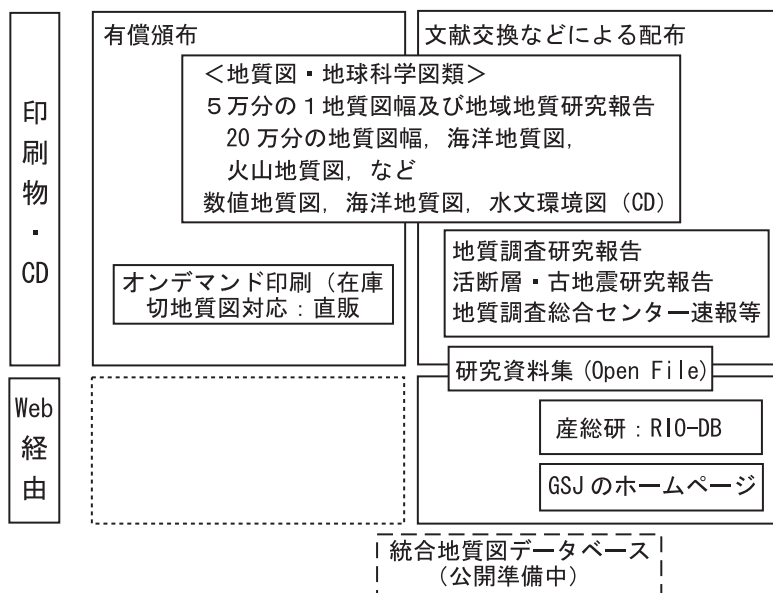 有償頒布
文献交換などによる配布
印刷物・CD
＜地質図・地球科学図類＞
５万分の１地質図幅及び地域地質研究報告
20万分の地質図幅，海洋地質図，
火山地質図，など
数値地質図，海洋地質図，水文環境図（CD）
オンデマンド印刷（在庫
切地質図対応：直販
地質調査研究報告
活断層・古地震研究報告
地質調査総合センター速報等
研究資料集(Open File)
Web経由
産総研：RIO-DB
GSJのホームページ
統合地質図データベース
（公開準備中）